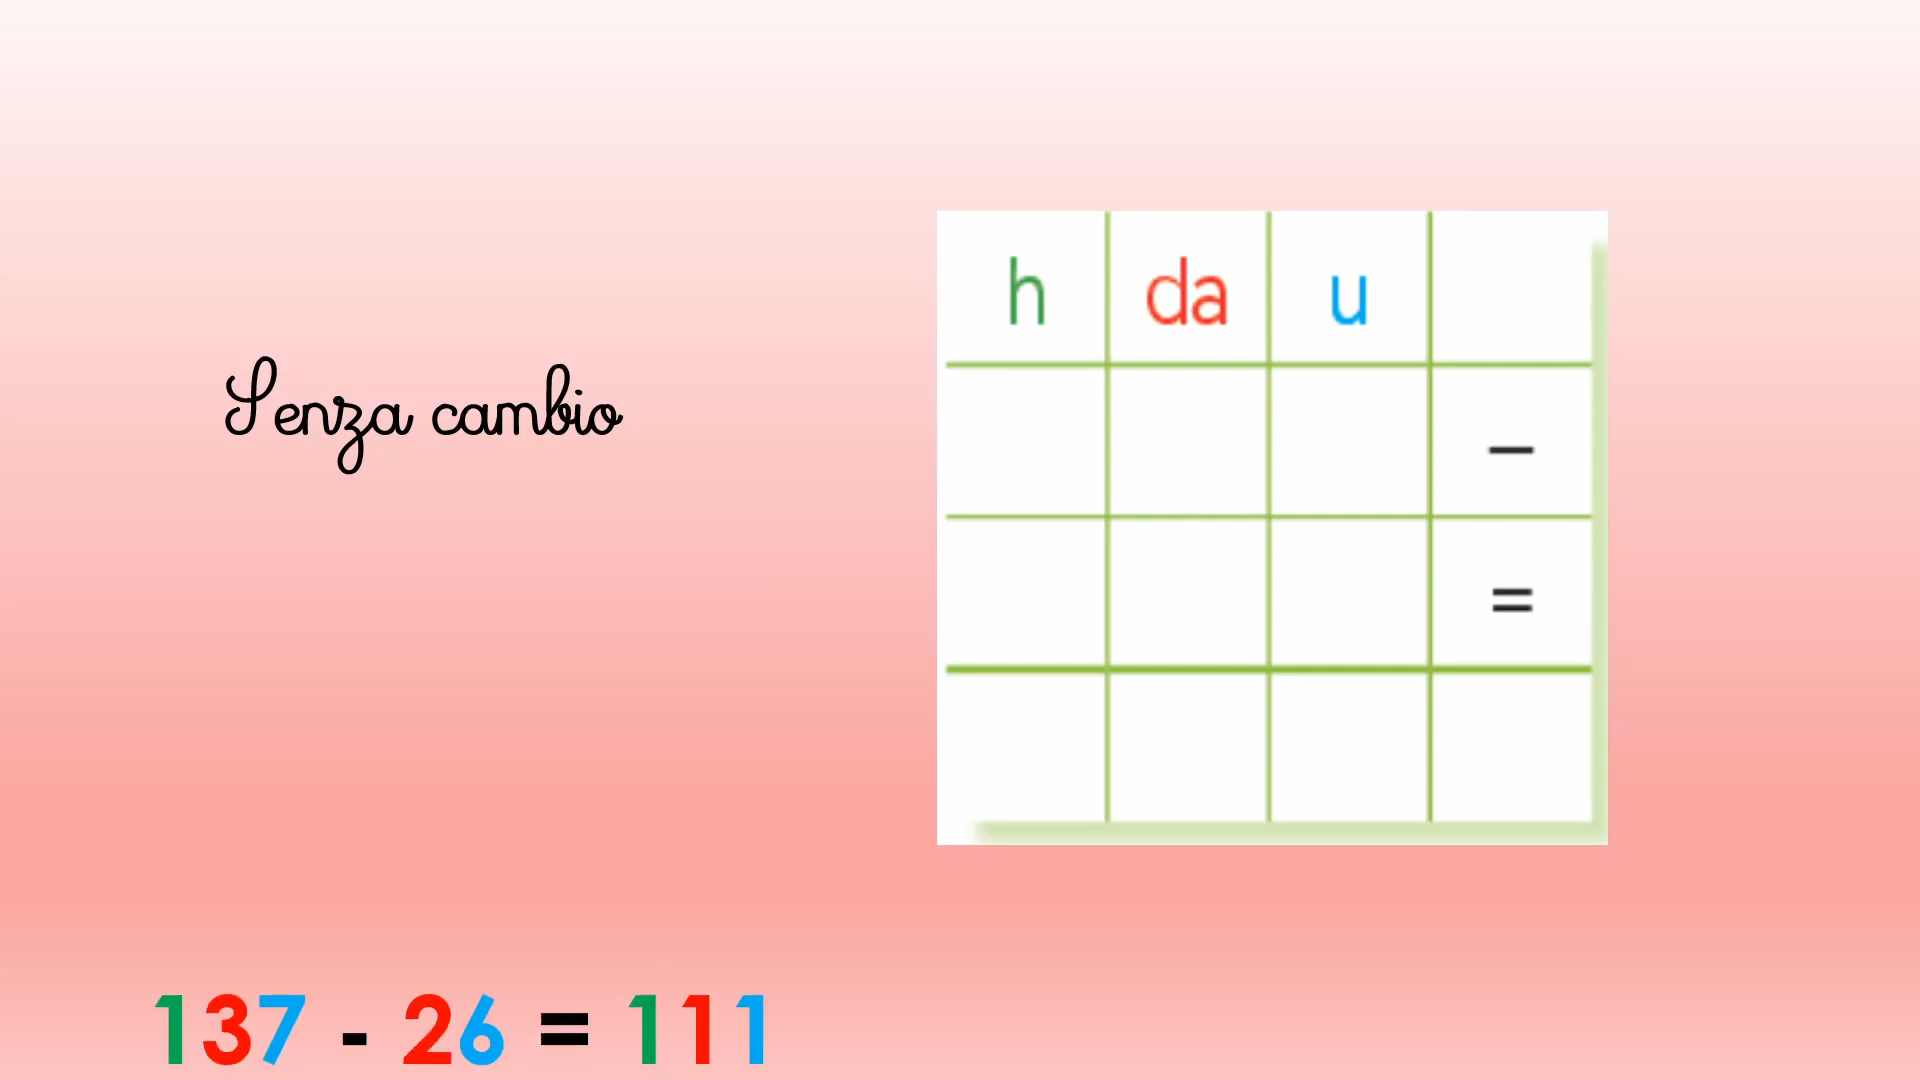 Senza cambio
h da u
–
=
137 - 26 = 111